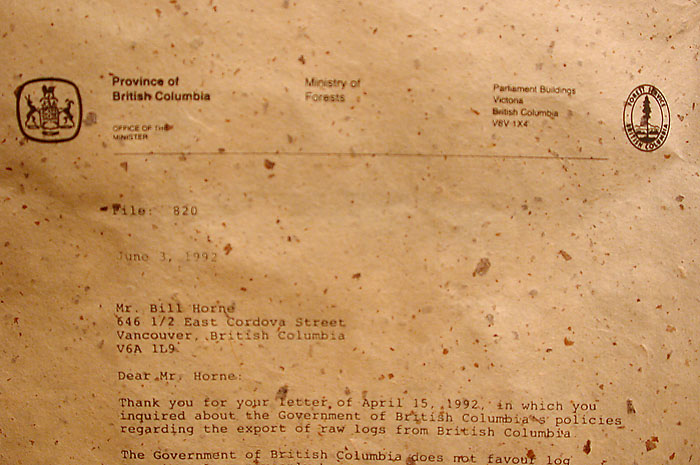 Province of
British Columbia
OFFICE OF THE
MINISTER
Ministry of
Forests
Parliament Buildings
Victoria
British Columbia
V8V 1X4
FOREST SERVICE
BRITISH COLUMBIA
File: 820
June 3, 1992
Mr. Bill Horne
646 1/2 East Cordova Street
Vancouver, British Columbia
V6A 1L9
Dear Mr. Horne:
Thank you for your letter of April 15, 1992, in which you
inquired about the Government of British Columbia's policies
regarding the export of raw logs from British Columbia
The Government of British Columbia does not favour log